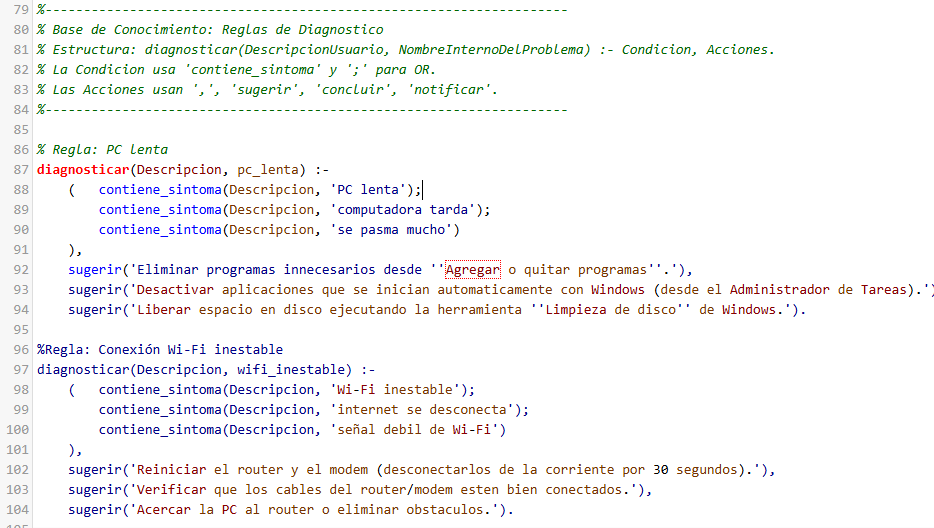 79 %--------------------------------------------------------------------
80 % Base de Conocimiento: Reglas de Diagnostico
81 % Estructura: diagnosticar(DescripcionUsuario, NombreInternoDelProblema) :- Condicion, Acciones.
82 % La Condicion usa 'contiene_sintoma' y ';' para OR.
83 % Las Acciones usan ',', 'sugerir', 'concluir', 'notificar'.
84 %--------------------------------------------------------------------
85
86 % Regla: PC lenta
87 diagnosticar(Descripcion, pc_lenta) :-
88     (   contiene_sintoma(Descripcion, 'PC lenta');
89         contiene_sintoma(Descripcion, 'computadora tarda');
90         contiene_sintoma(Descripcion, 'se pasma mucho')
91     ),
92     sugerir('Eliminar programas innecesarios desde ''Agregar o quitar programas''.'),
93     sugerir('Desactivar aplicaciones que se inician automaticamente con Windows (desde el Administrador de Tareas).')
94     sugerir('Liberar espacio en disco ejecutando la herramienta ''Limpieza de disco'' de Windows.').
95
96 %Regla: Conexión Wi-Fi inestable
97 diagnosticar(Descripcion, wifi_inestable) :-
98     (   contiene_sintoma(Descripcion, 'Wi-Fi inestable');
99         contiene_sintoma(Descripcion, 'internet se desconecta');
100         contiene_sintoma(Descripcion, 'señal debil de Wi-Fi')
101     ),
102     sugerir('Reiniciar el router y el modem (desconectarlos de la corriente por 30 segundos).'),
103     sugerir('Verificar que los cables del router/modem esten bien conectados.'),
104     sugerir('Acercar la PC al router o eliminar obstaculos.').